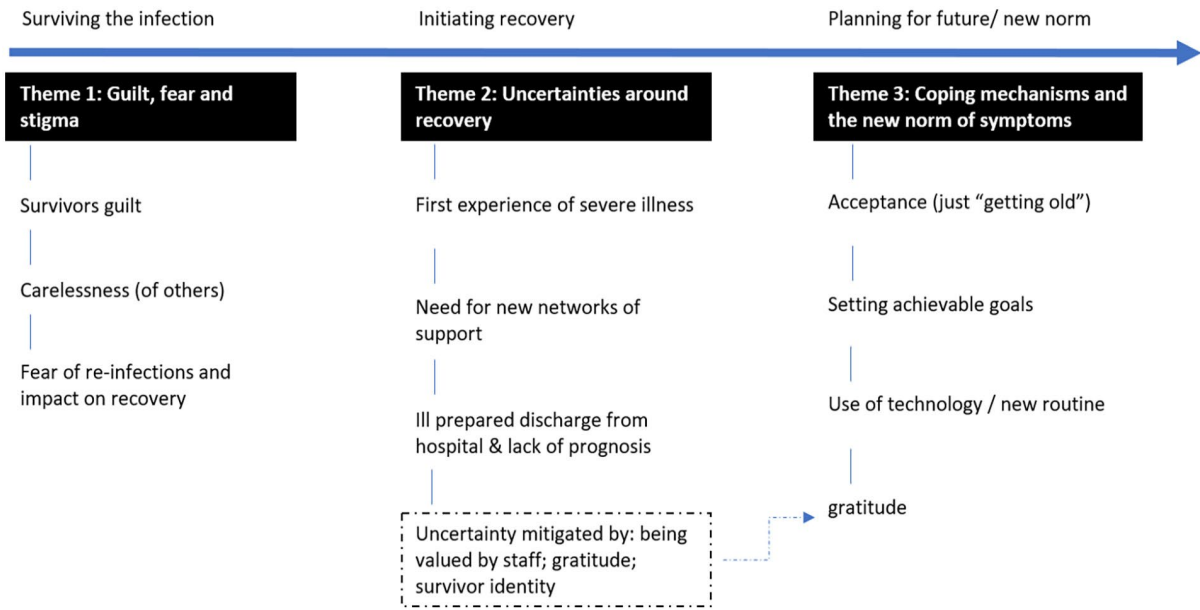 Surviving the infection
Initiating recovery
Planning for future/ new norm
Theme 1: Guilt, fear and
stigma
Survivors guilt
Carelessness (of others)
Fear of re-infections and
impact on recovery
Theme 2: Uncertainties around
recovery
First experience of severe illness
Need for new networks of
support
Ill prepared discharge from
hospital & lack of prognosis
Uncertainty mitigated by: being
valued by staff; gratitude;
survivor identity
Theme 3: Coping mechanisms and
the new norm of symptoms
Acceptance (just “getting old”)
Setting achievable goals
Use of technology / new routine
gratitude